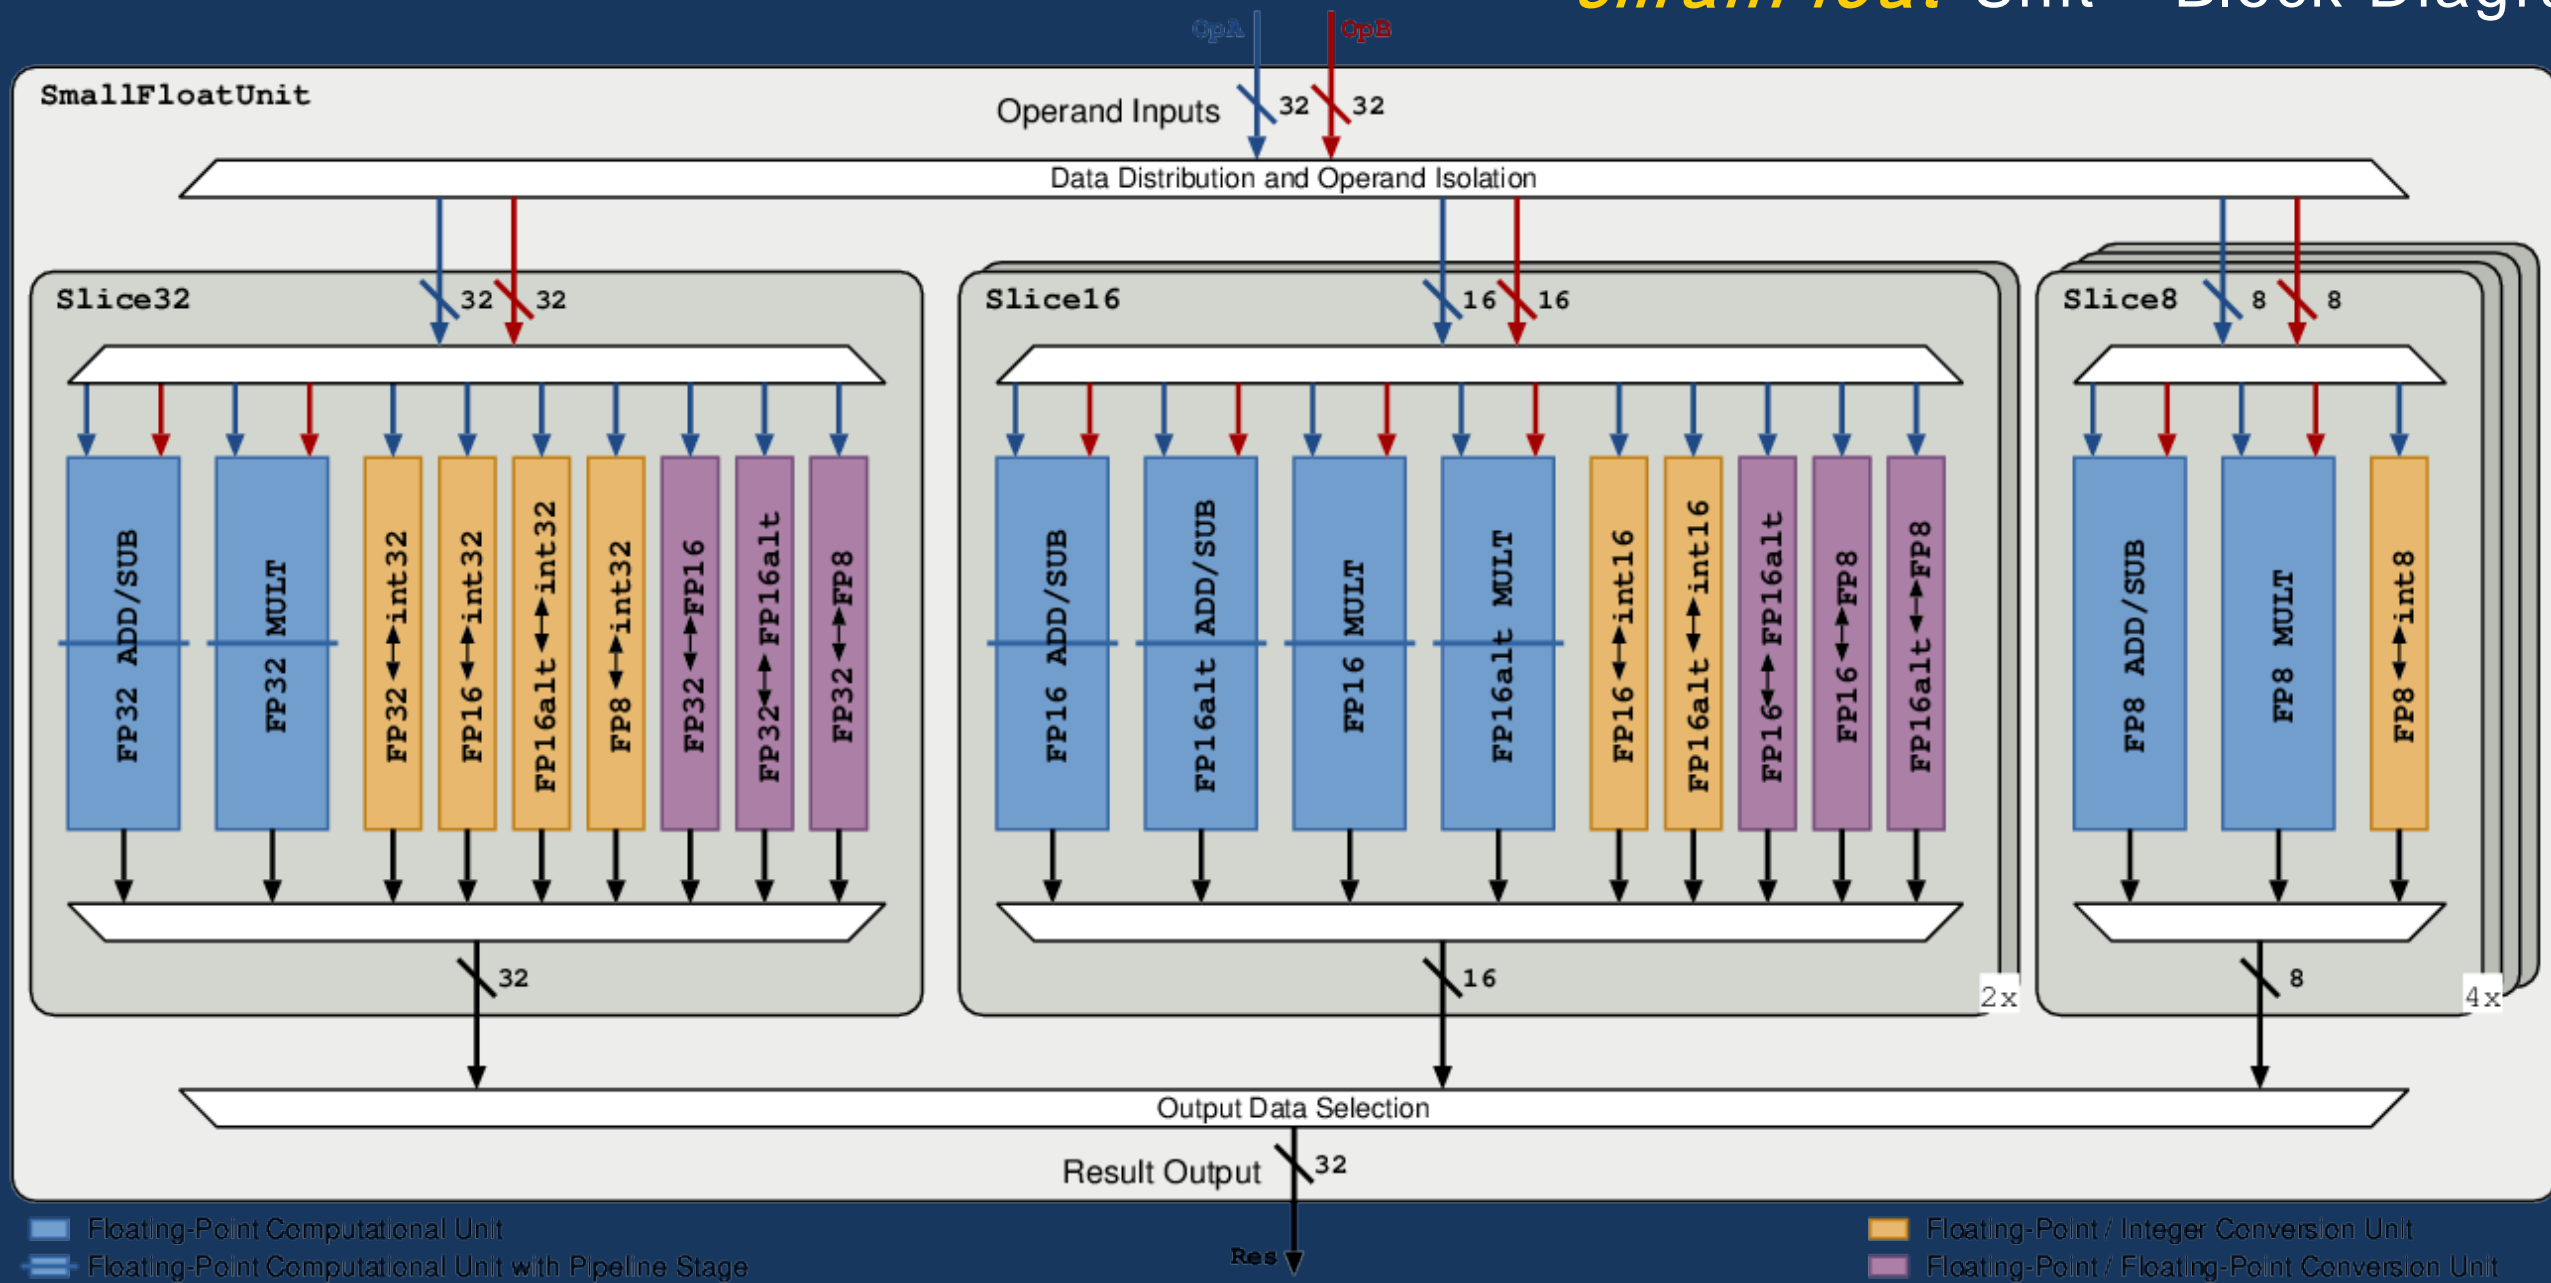 Unit - Block
OpA
OpB
SmallFloatUnit
Operand Inputs
32
32
Data Distribution and Operand Isolation
Slice32
32
32
Slice16
16
16
Slice8
8
8
FP32 ADD/SUB
FP32 MULT
FP32↔int32
FP16↔int32
FP16alt↔int32
FP8↔int32
FP32↔FP16
FP32↔FP16alt
FP32↔FP8
FP16 ADD/SUB
FP16alt ADD/SUB
FP16 MULT
FP16alt MULT
FP16↔int16
FP16alt↔int16
FP16↔FP16alt
FP16↔FP8
FP16alt↔FP8
FP8 ADD/SUB
FP8 MULT
FP8↔int8
32
16
8
2x
4x
Output Data Selection
Result Output
32
Res
Floating-Point Computational Unit
Floating-Point Computational Unit with Pipeline Stage
Floating-Point / Integer Conversion Unit
Floating-Point / Floating-Point Conversion Unit